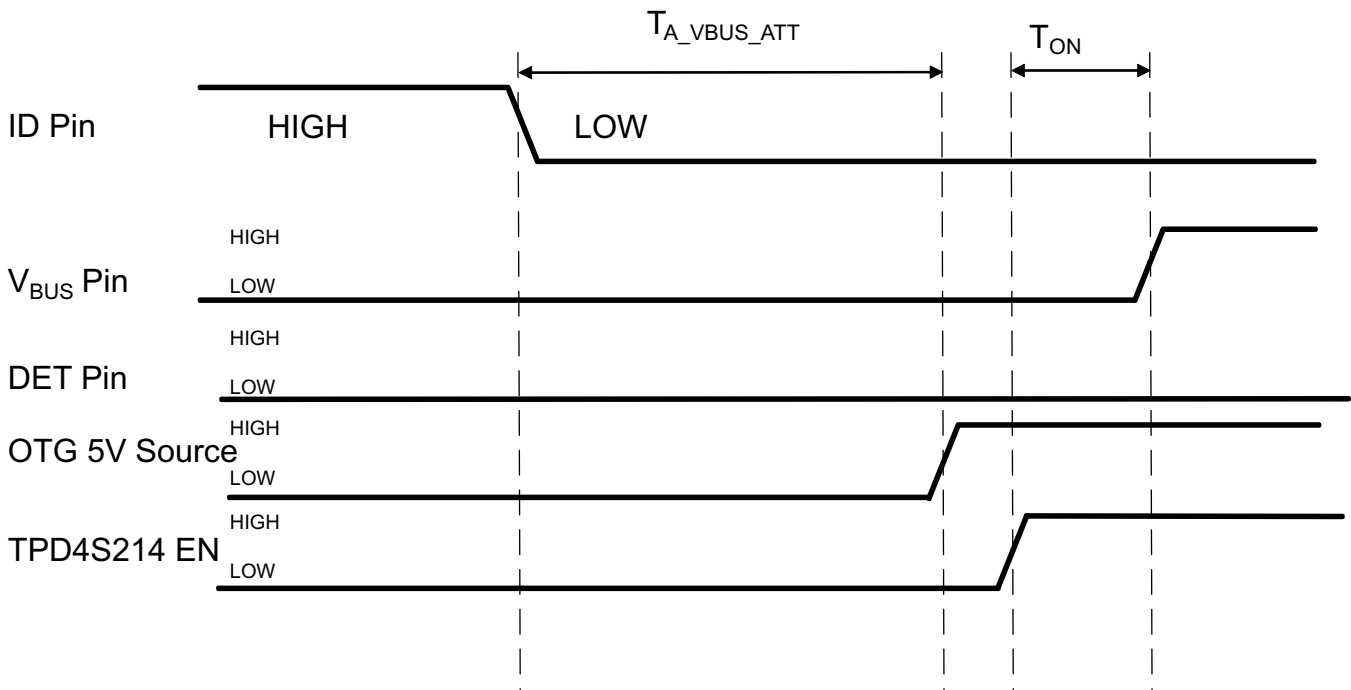 T_A_VBUS_ATT
T_ON
ID Pin
HIGH
LOW
HIGH
V_BUS Pin
LOW
HIGH
DET Pin
LOW
HIGH
OTG 5V Source
LOW
HIGH
TPD4S214 EN
LOW